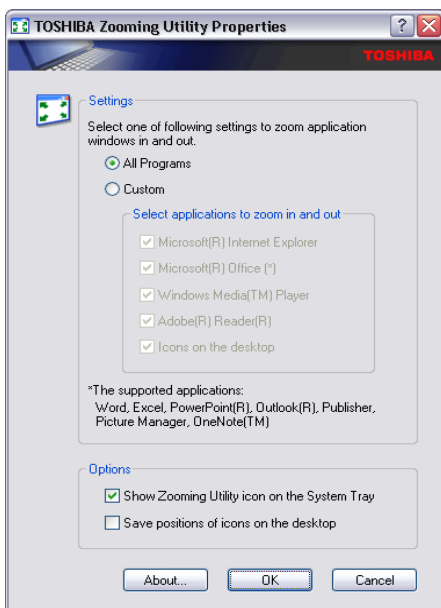 TOSHIBA Zooming Utility Properties
TOSHIBA
Settings
Select one of following settings to zoom application
windows in and out.
All Programs
Custom
Select applications to zoom in and out
Microsoft(R) Internet Explorer
Microsoft(R) Office (*)
Windows Media(TM) Player
Adobe(R) Reader(R)
Icons on the desktop
*The supported applications:
Word, Excel, PowerPoint(R), Outlook(R), Publisher,
Picture Manager, OneNote(TM)
Options
Show Zooming Utility icon on the System Tray
Save positions of icons on the desktop
About... OK Cancel